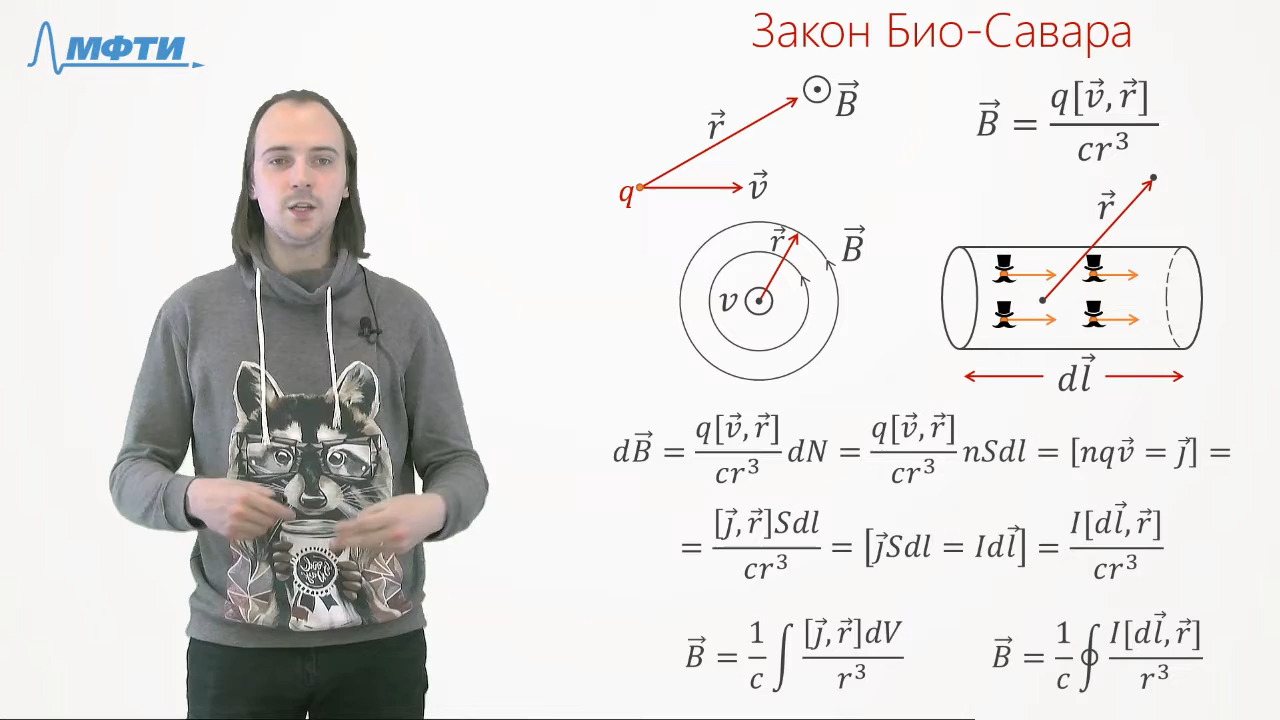 МФТИ
Закон Био-Савара
r⃗
B⃗
q
v⃗
B⃗ = q[v⃗, r⃗] / cr³
r⃗
B⃗
v
r⃗
dl⃗
dB⃗ = q[v⃗, r⃗] / cr³ dN = q[v⃗, r⃗] / cr³ nSdl = [nqv⃗ = j⃗] =
= [j⃗, r⃗]Sdl / cr³ = [j⃗Sdl = Idl⃗] = I[dl⃗, r⃗] / cr³
B⃗ = 1/c ∫ [j⃗, r⃗]dV / r³
B⃗ = 1/c ∮ I[dl⃗, r⃗] / r³